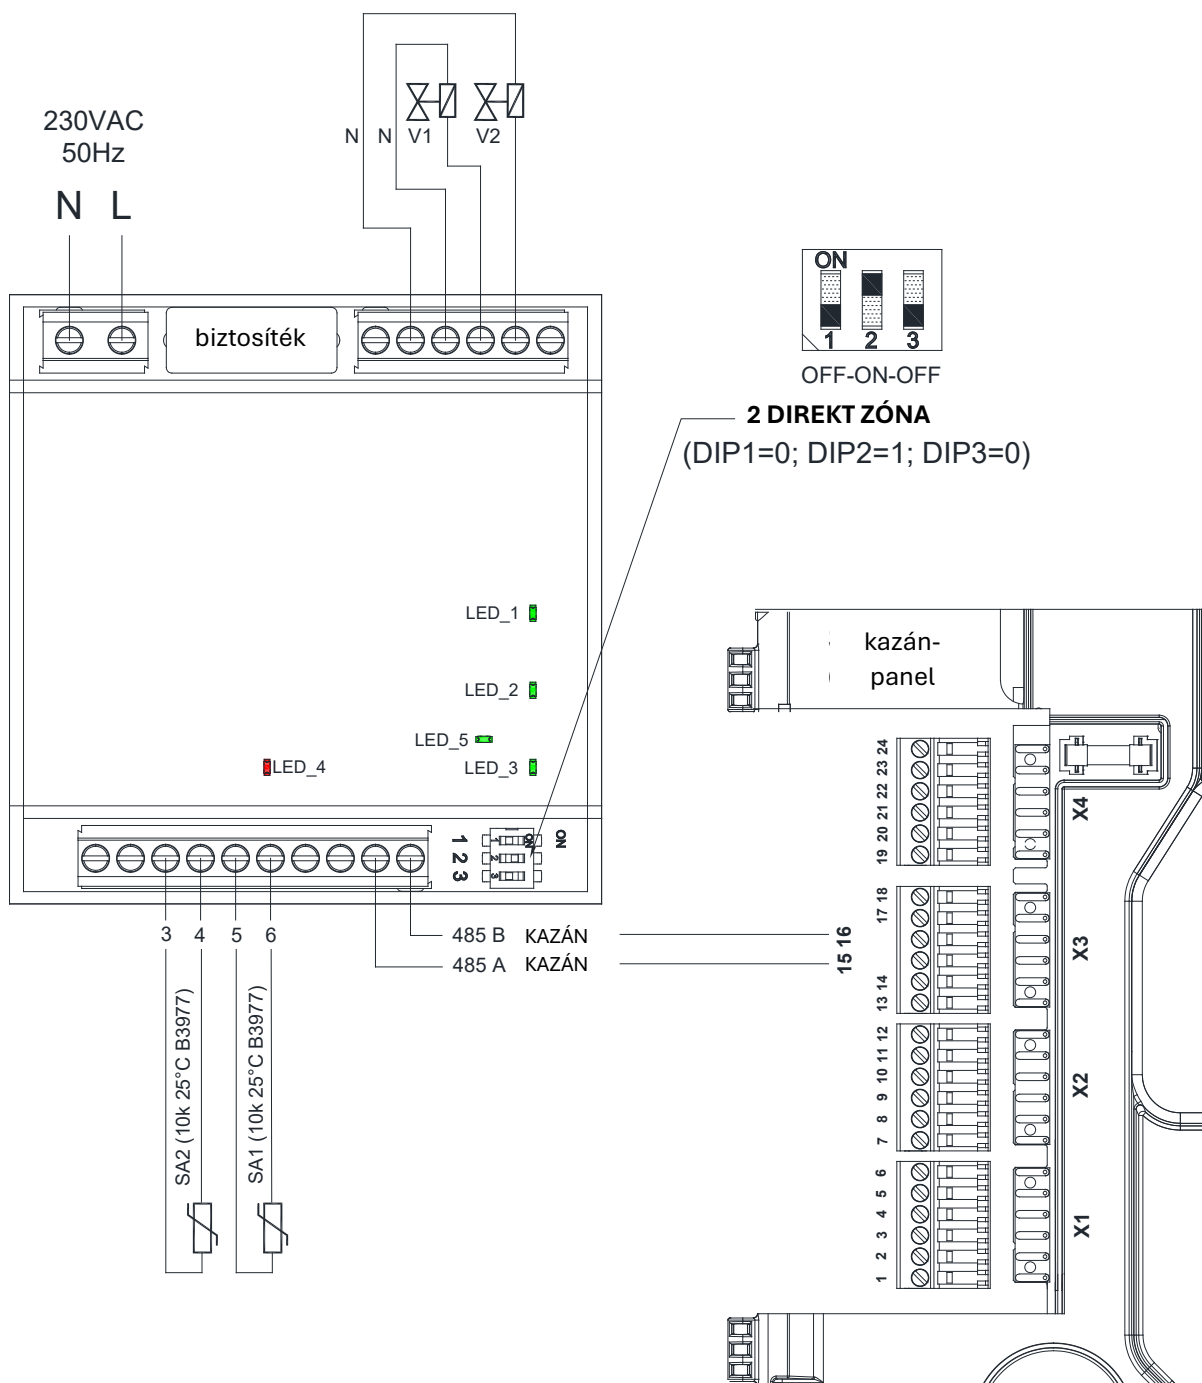 230VAC
50Hz
N L
N N V1 V2
biztosíték
ON
1 2 3
OFF-ON-OFF
2 DIREKT ZÓNA
(DIP1=0; DIP2=1; DIP3=0)
LED_1
LED_2
LED_5
LED_4
LED_3
1 2 3
ON
1
2
3
ON
3 4 5 6
485 B KAZÁN
485 A KAZÁN
SA2 (10k 25°C B3977)
SA1 (10k 25°C B3977)
kazán-
panel
15 16
19 20 21 22 23 24
X4
13 14 17 18
X3
7 8 9 10 11 12
X2
1 2 3 4 5 6
X1